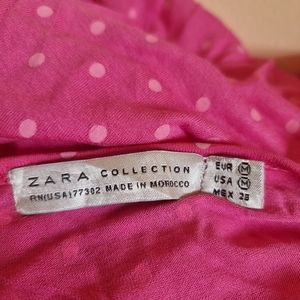 ZARA COLLECTION
RN(USA)77302 MADE IN MOROCCO
EUR M
USA M
MEX 28